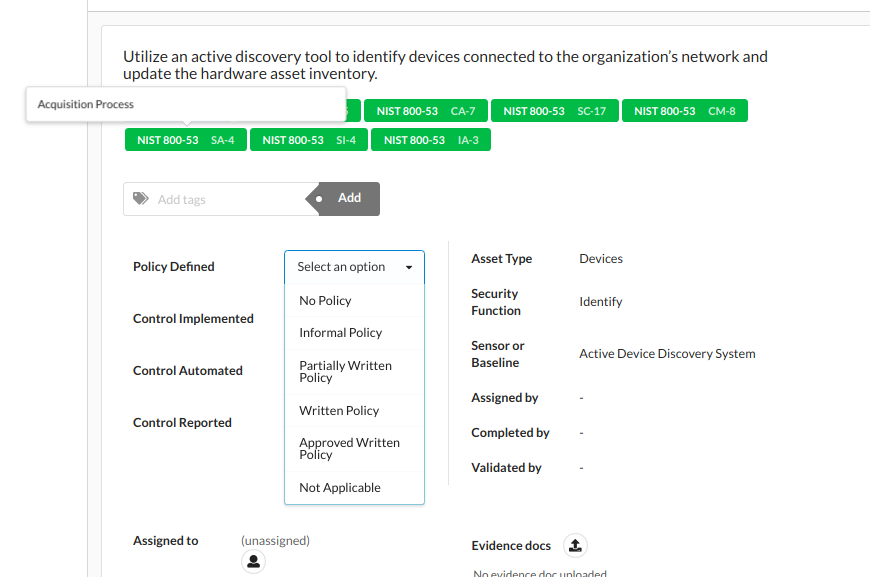 Utilize an active discovery tool to identify devices connected to the organization's network and
update the hardware asset inventory.
Acquisition Process
NIST 800-53 CA-7 NIST 800-53 SC-17 NIST 800-53 CM-8
NIST 800-53 SA-4 NIST 800-53 SI-4 NIST 800-53 IA-3
Add tags Add
Policy Defined
Select an option
No Policy
Informal Policy
Partially Written
Policy
Written Policy
Approved Written
Policy
Not Applicable
Control Implemented
Control Automated
Control Reported
Asset Type Devices
Security
Function
Identify
Sensor or
Baseline
Active Device Discovery System
Assigned by -
Completed by -
Validated by -
Assigned to (unassigned)
Evidence docs
No evidence doc uploaded